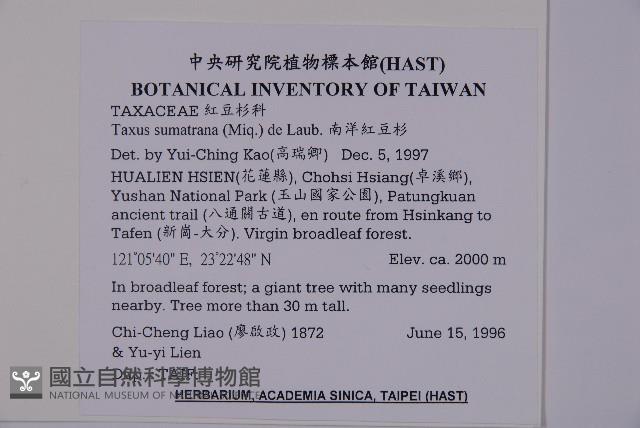 中央研究院植物標本館(HAST)
BOTANICAL INVENTORY OF TAIWAN
TAXACEAE 紅豆杉科
Taxus sumatrana (Miq.) de Laub. 南洋紅豆杉
Det. by Yui-Ching Kao(高瑞卿) Dec. 5, 1997
HUALIEN HSIEN(花蓮縣), Chohsi Hsiang(卓溪鄉),
Yushan National Park (玉山國家公園), Patungkuan
ancient trail (八通關古道), en route from Hsinkang to
Tafen (新崗-大分). Virgin broadleaf forest.
121°05'40" E, 23°22'48" N Elev. ca. 2000 m
In broadleaf forest; a giant tree with many seedlings
nearby. Tree more than 30 m tall.
Chi-Cheng Liao (廖啟政) 1872 June 15, 1996
& Yu-yi Lien
TAIF
國立自然科學博物館
NATIONAL MUSEUM OF
HERBARIUM, ACADEMIA SINICA, TAIPEI (HAST)